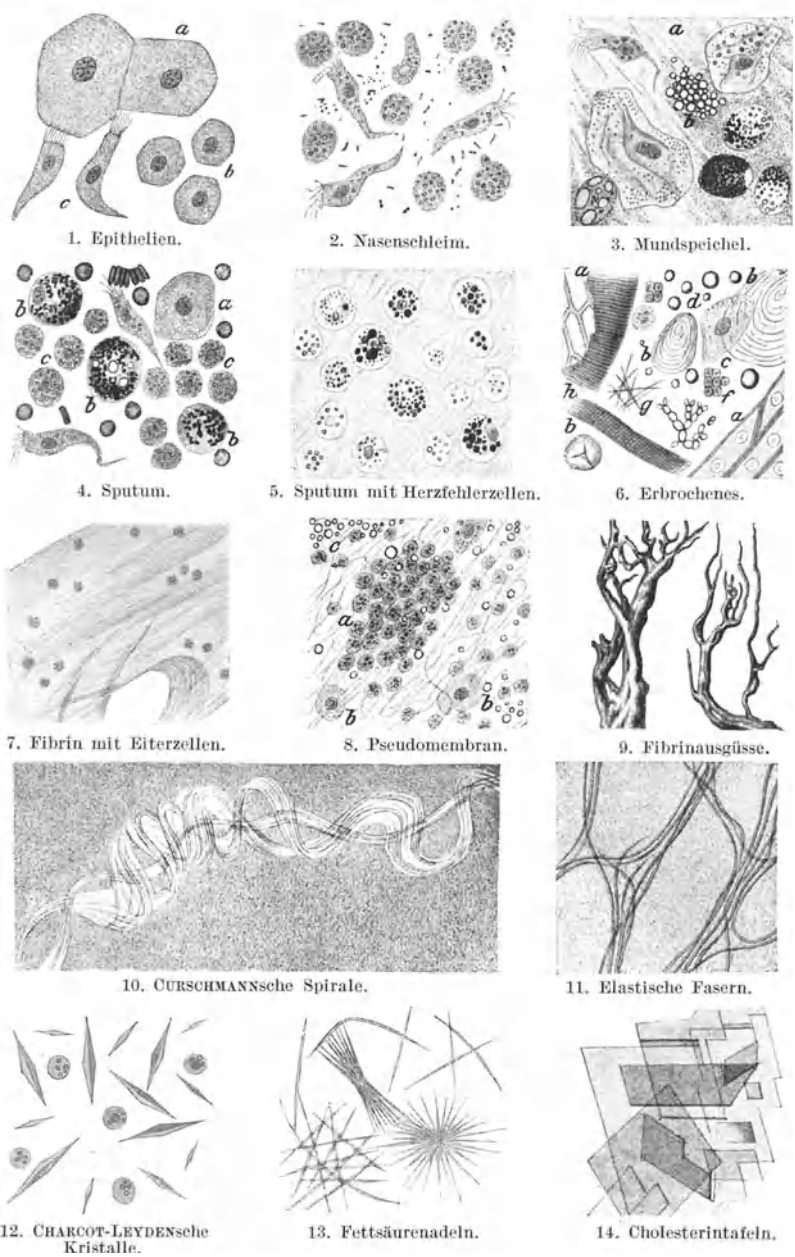 a
b
c
1. Epithelien.
2. Nasenschleim.
a
b
3. Mundspeichel.
b
a
c
c
b
b
4. Sputum.
5. Sputum mit Herzfehlerzellen.
a
b
d
b
c
h
g
f
e
a
b
6. Erbrochenes.
7. Fibrin mit Eiterzellen.
c
a
b
b
8. Pseudomembran.
9. Fibrinausgüsse.
10. CURSCHMANNsche Spirale.
11. Elastische Fasern.
12. CHARCOT-LEYDENsche
Kristalle.
13. Fettsäurenadeln.
14. Cholesterintafeln.